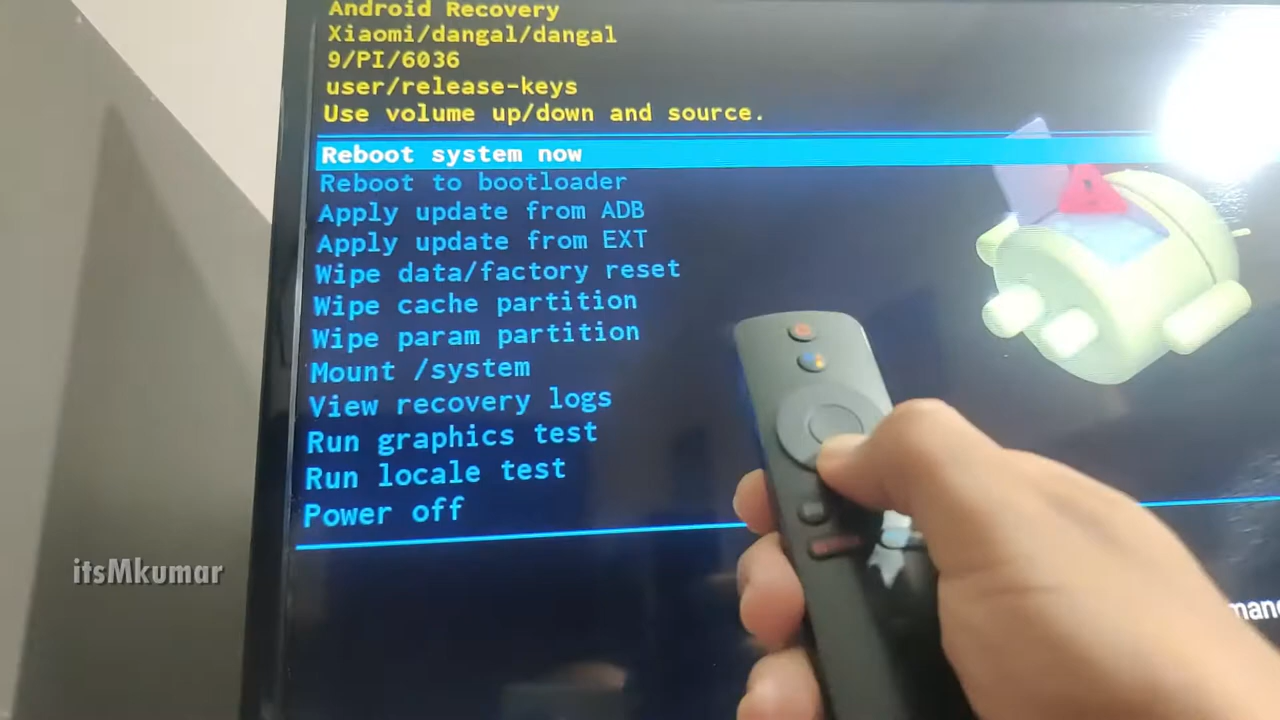 Android Recovery
Xiaomi/dangal/dangal
9/PI/6036
user/release-keys
Use volume up/down and source.
Reboot system now
Reboot to bootloader
Apply update from ADB
Apply update from EXT
Wipe data/factory reset
Wipe cache partition
Wipe param partition
Mount /system
View recovery logs
Run graphics test
Run locale test
Power off
itsMkumar